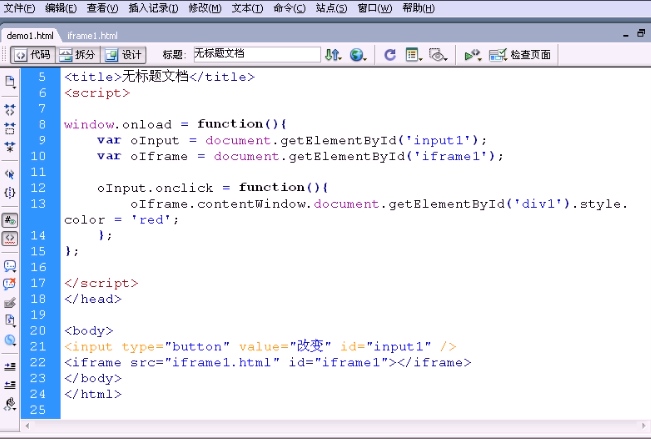 文件(F) 编辑(E) 查看(V) 插入记录(I) 修改(M) 文本(T) 命令(C) 站点(S) 窗口(W) 帮助(H)
demo1.html iframe1.html
代码 拆分 设计 标题: 无标题文档 检查页面
5 <title>无标题文档</title>
6 <script>
7
8 window.onload = function(){
9 var oInput = document.getElementById('input1');
10 var oIframe = document.getElementById('iframe1');
11
12 oInput.onclick = function(){
13 oIframe.contentWindow.document.getElementById('div1').style.
color = 'red';
14 };
15 };
16
17 </script>
18 </head>
19
20 <body>
21 <input type="button" value="改变" id="input1" />
22 <iframe src="iframe1.html" id="iframe1"></iframe>
23 </body>
24 </html>
25